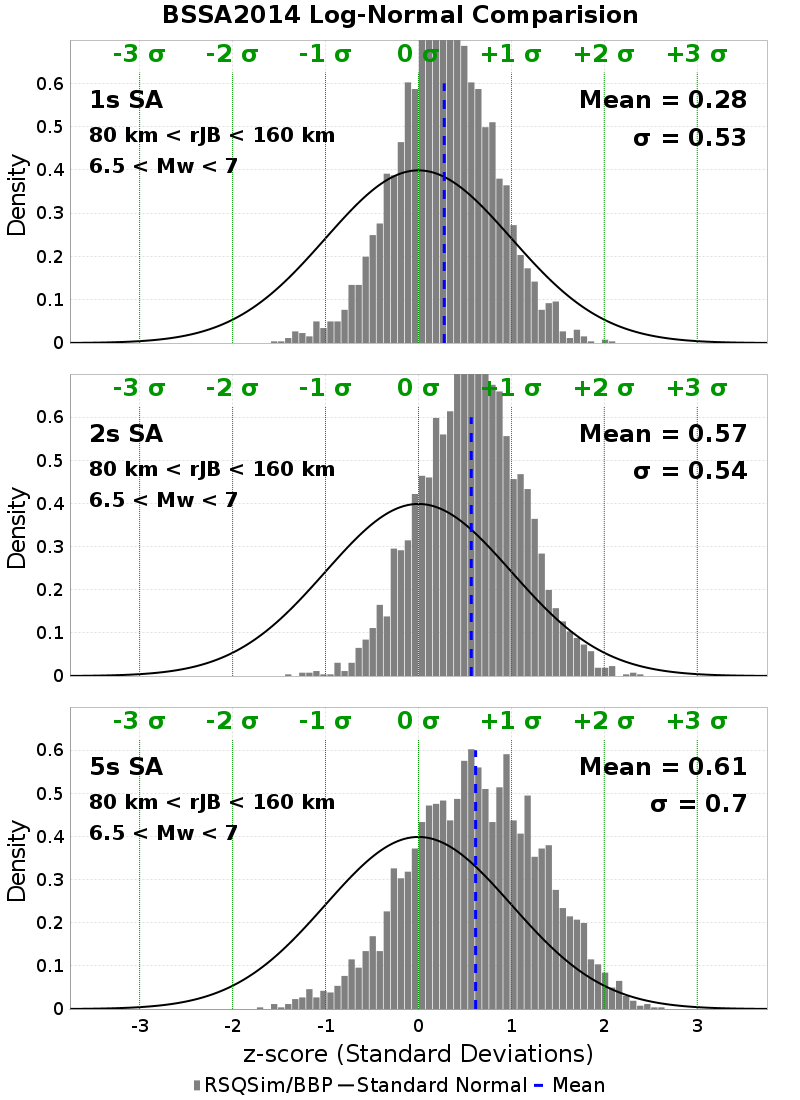 BSSA2014 Log-Normal Comparision
-3 σ -2 σ -1 σ 0 σ +1 σ +2 σ +3 σ
1s SA
Mean = 0.28
80 km < rJB < 160 km
σ = 0.53
6.5 < Mw < 7
Density
0.6
0.5
0.4
0.3
0.2
0.1
0
-3 σ -2 σ -1 σ 0 σ +1 σ +2 σ +3 σ
2s SA
Mean = 0.57
80 km < rJB < 160 km
σ = 0.54
6.5 < Mw < 7
Density
0.6
0.5
0.4
0.3
0.2
0.1
0
-3 σ -2 σ -1 σ 0 σ +1 σ +2 σ +3 σ
5s SA
Mean = 0.61
80 km < rJB < 160 km
σ = 0.7
6.5 < Mw < 7
Density
0.6
0.5
0.4
0.3
0.2
0.1
0
-3 -2 -1 0 1 2 3
z-score (Standard Deviations)
RSQSim/BBP Standard Normal Mean